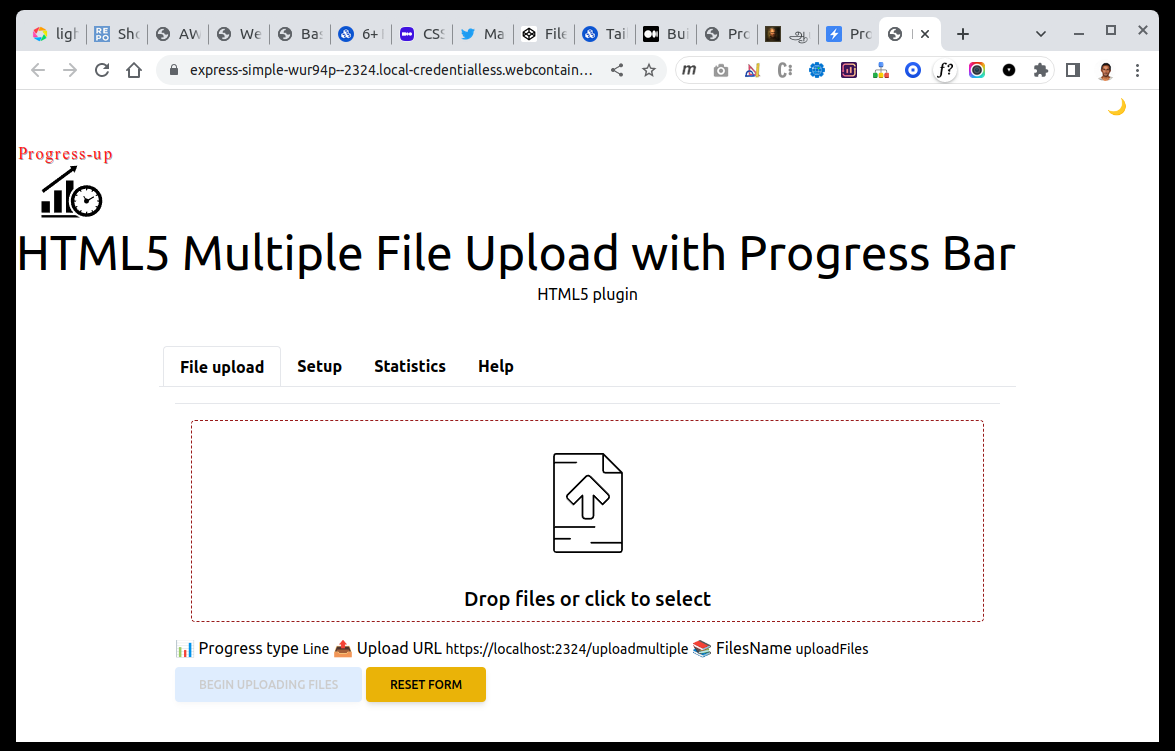 ligh
REPO
Sho
AW
We
Bas
6+
CSS
Ma
File
Tai
Bui
Pro
ஆ
Pro
express-simple-wur94p--2324.local-credentialless.webcontain...
m
C:
f?
Progress-up
HTML5 Multiple File Upload with Progress Bar
HTML5 plugin
File upload Setup Statistics Help
Drop files or click to select
Progress type Line Upload URL https://localhost:2324/uploadmultiple FilesName uploadFiles
BEGIN UPLOADING FILES RESET FORM